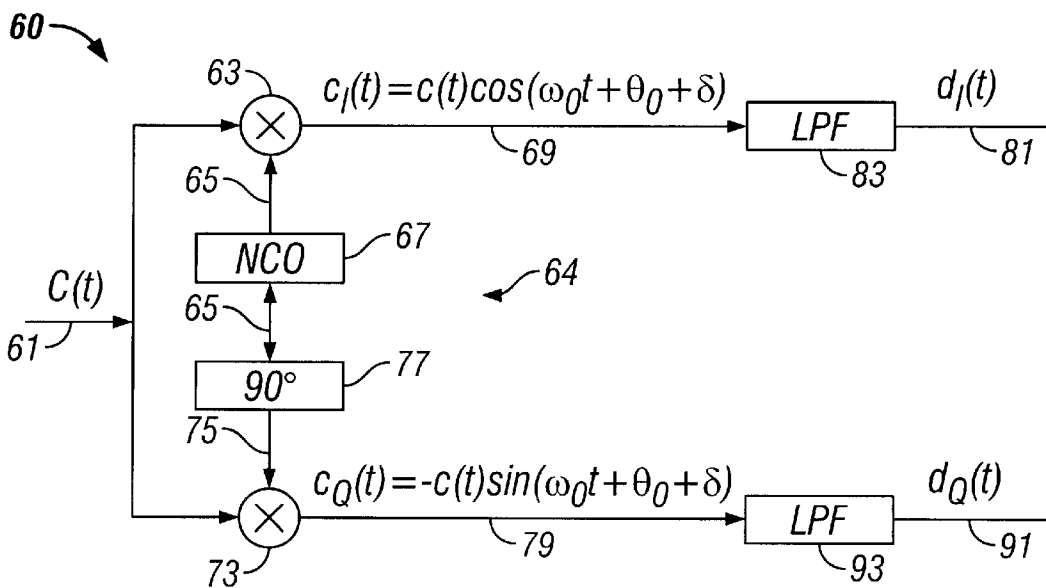 60
63
c_I(t)=c(t)cos(ω_0t+θ_0+δ)
d_I(t)
LPF
69
83
81
65
NCO
67
64
C(t)
61
65
90°
77
75
c_Q(t)=-c(t)sin(ω_0t+θ_0+δ)
d_Q(t)
LPF
73
79
93
91